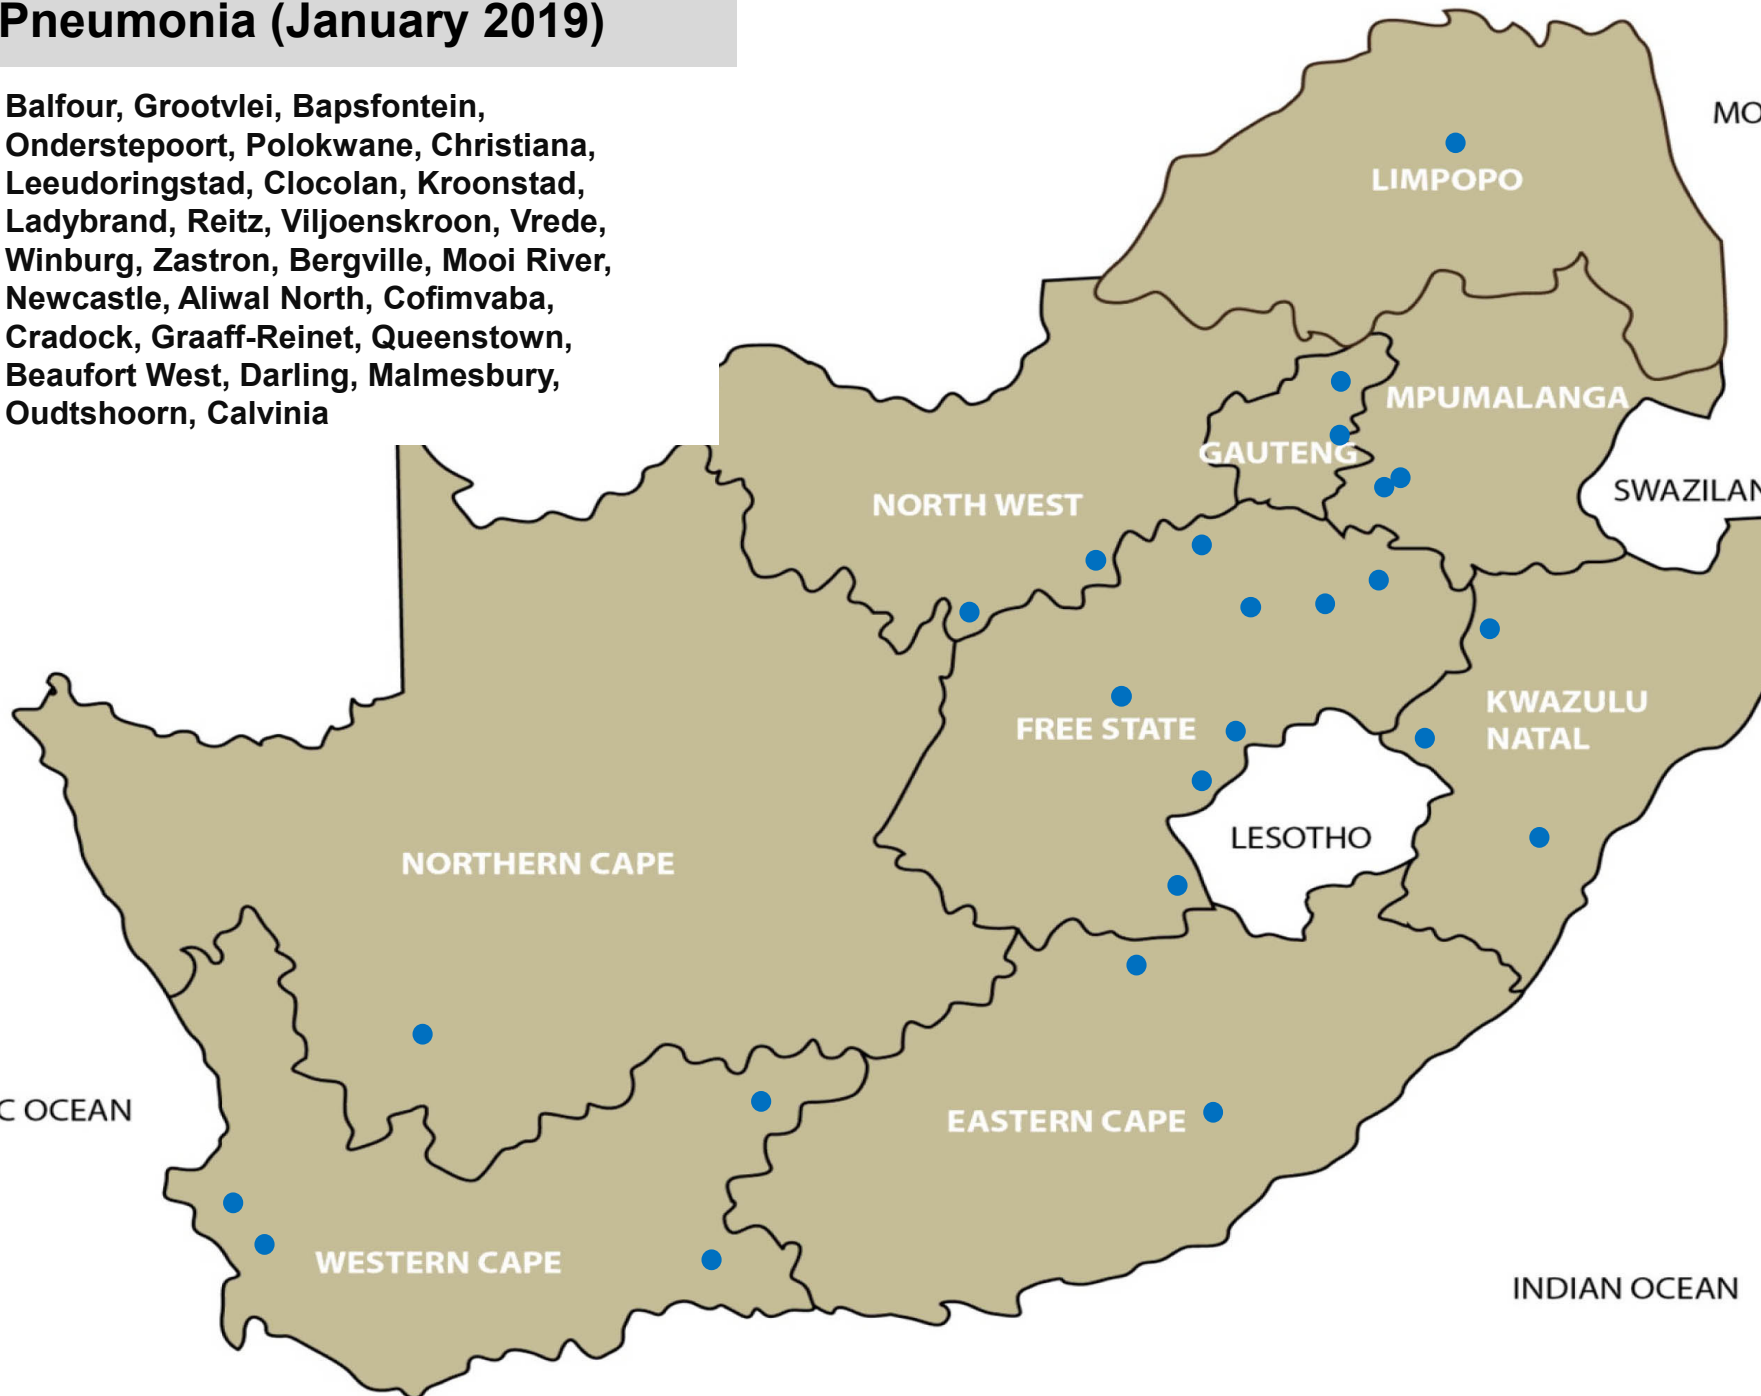 Pneumonia (January 2019)
Balfour, Grootvlei, Bapsfontein,
Onderstepoort, Polokwane, Christiana,
Leeudoringstad, Clocolan, Kroonstad,
Ladybrand, Reitz, Viljoenskroon, Vrede,
Winburg, Zastron, Bergville, Mooi River,
Newcastle, Aliwal North, Cofimvaba,
Cradock, Graaff-Reinet, Queenstown,
Beaufort West, Darling, Malmesbury,
Oudtshoorn, Calvinia
MO
LIMPOPO
MPUMALANGA
GAUTENG
SWAZILAN
NORTH WEST
KWAZULU
NATAL
FREE STATE
LESOTHO
NORTHERN CAPE
C OCEAN
EASTERN CAPE
WESTERN CAPE
INDIAN OCEAN